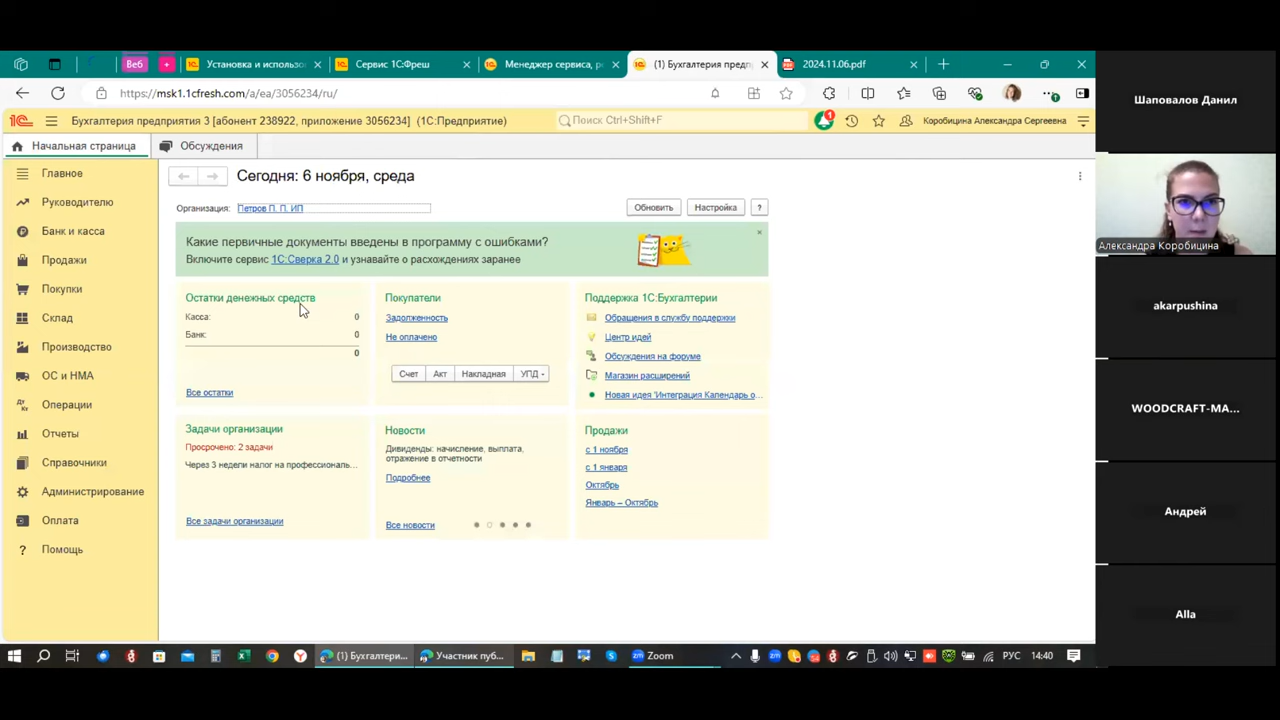 Веб
Установка и использо
Сервис 1С:Фреш
Менеджер сервиса, р
(1) Бухгалтерия предп
2024.11.06.pdf
https://msk1.1cfresh.com/a/ea/3056234/ru/
Бухгалтерия предприятия 3 [абонент 238922, приложение 3056234] (1С:Предприятие)
Поиск Ctrl+Shift+F
1
Коробицина Александра Сергеевна
Начальная страница
Обсуждения
Главное
Руководителю
Банк и касса
Продажи
Покупки
Склад
Производство
ОС и НМА
Операции
Отчеты
Справочники
Администрирование
Оплата
Помощь
Сегодня: 6 ноября, среда
Организация: Петров П. П. ИП
Обновить
Настройка
?
Какие первичные документы введены в программу с ошибками?
Включите сервис 1С:Сверка 2.0 и узнавайте о расхождениях заранее
Остатки денежных средств
Касса: 0
Банк: 0
0
Все остатки
Покупатели
Задолженность
Не оплачено
Счет
Акт
Накладная
УПД
Поддержка 1С:Бухгалтерии
Обращения в службу поддержки
Центр идей
Обсуждения на форуме
Магазин расширений
Новая идея 'Интеграция Календарь о...
Задачи организации
Просрочено: 2 задачи
Через 3 недели налог на профессиональ...
Все задачи организации
Новости
Дивиденды: начисление, выплата,
отражение в отчетности
Подробнее
Все новости
Продажи
с 1 ноября
с 1 января
Октябрь
Январь – Октябрь
Шаповалов Данил
Александра Коробицина
akarpushina
WOODCRAFT-MA...
Андрей
Alla
(1) Бухгалтери...
Участник пуб...
Zoom
РУС
14:40